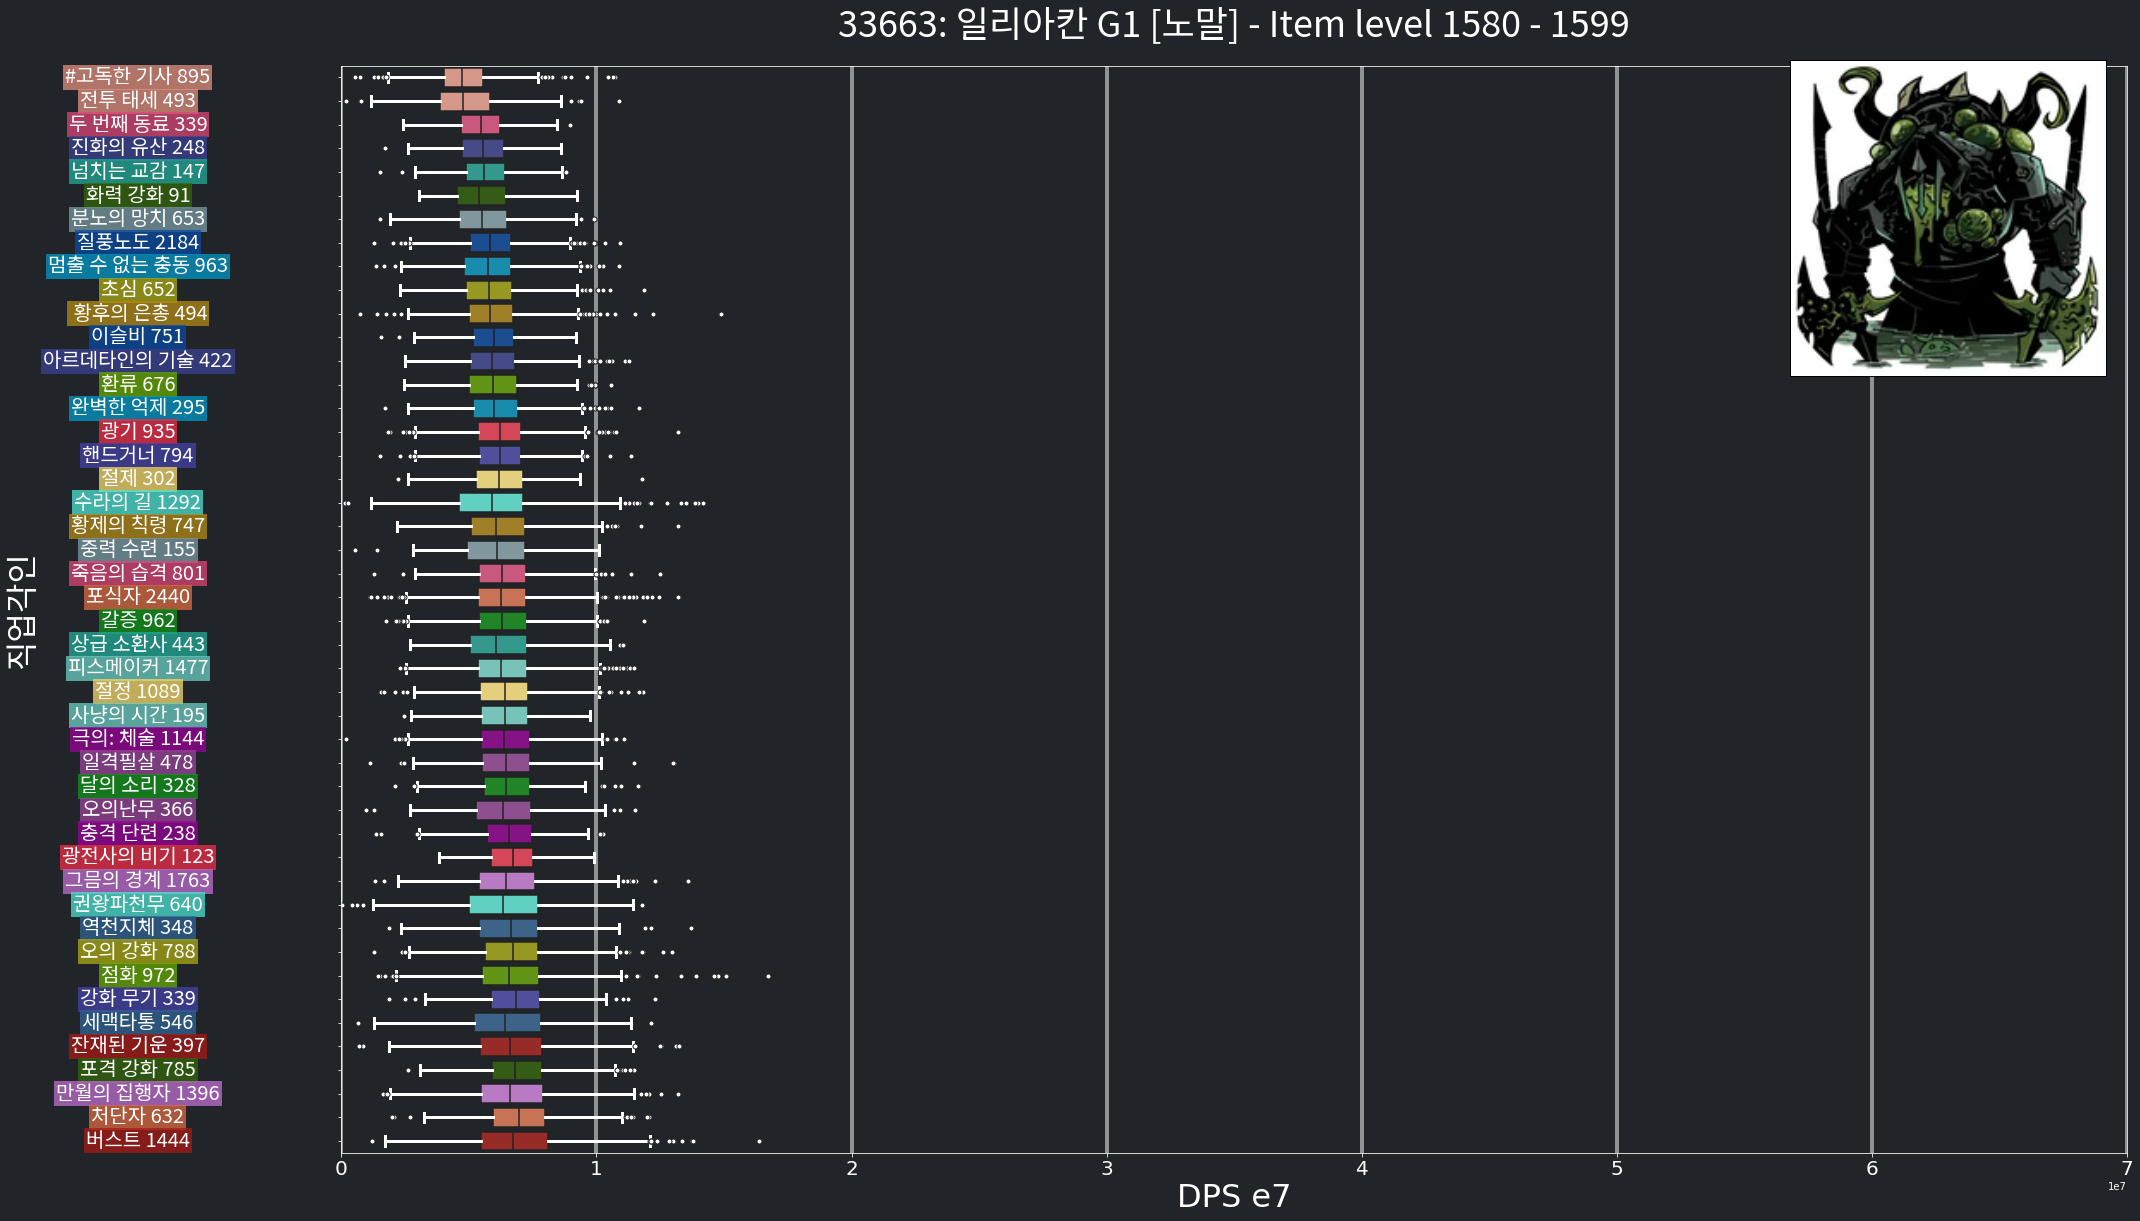 33663: 일리아칸 G1 [노말] - Item level 1580 - 1599
#고독한 기사 895
전투 태세 493
두 번째 동료 339
진화의 유산 248
넘치는 교감 147
화력 강화 91
분노의 망치 653
질풍노도 2184
멈출 수 없는 충동 963
초심 652
황후의 은총 494
이슬비 751
아르데타인의 기술 422
환류 676
완벽한 억제 295
광기 935
핸드거너 794
절제 302
수라의 길 1292
황제의 칙령 747
중력 수련 155
죽음의 습격 801
포식자 2440
갈증 962
상급 소환사 443
피스메이커 1477
절정 1089
사냥의 시간 195
극의: 체술 1144
일격필살 478
달의 소리 328
오의난무 366
충격 단련 238
광전사의 비기 123
그믐의 경계 1763
권왕파천무 640
역천지체 348
오의 강화 788
점화 972
강화 무기 339
세맥타통 546
잔재된 기운 397
포격 강화 785
만월의 집행자 1396
처단자 632
버스트 1444
직업각인
0 1 2 3 4 5 6 7
DPS e7
1e7